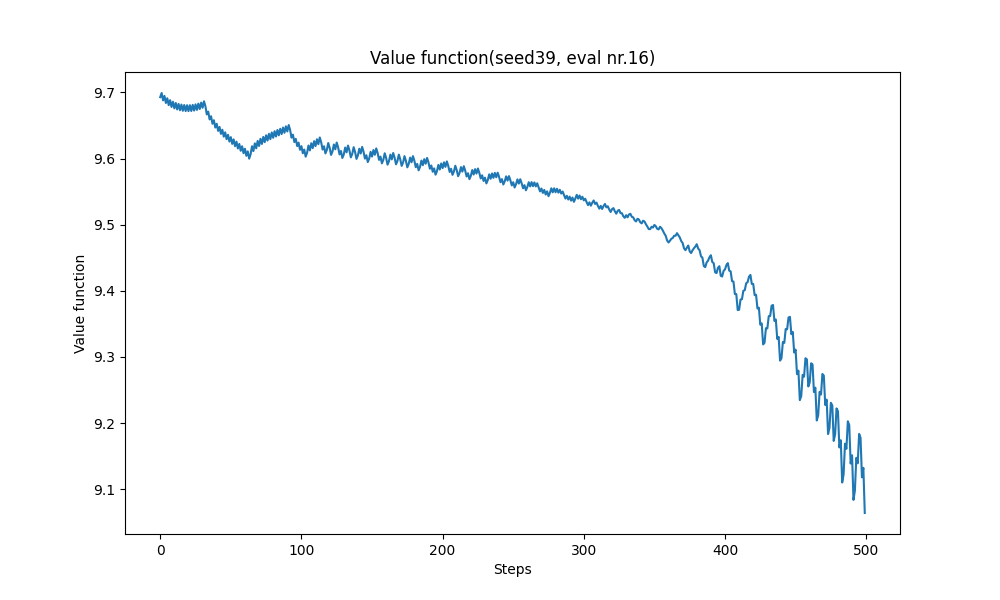 Value function(seed39, eval nr.16)
Value function
9.7
9.6
9.5
9.4
9.3
9.2
9.1
0 100 200 300 400 500
Steps